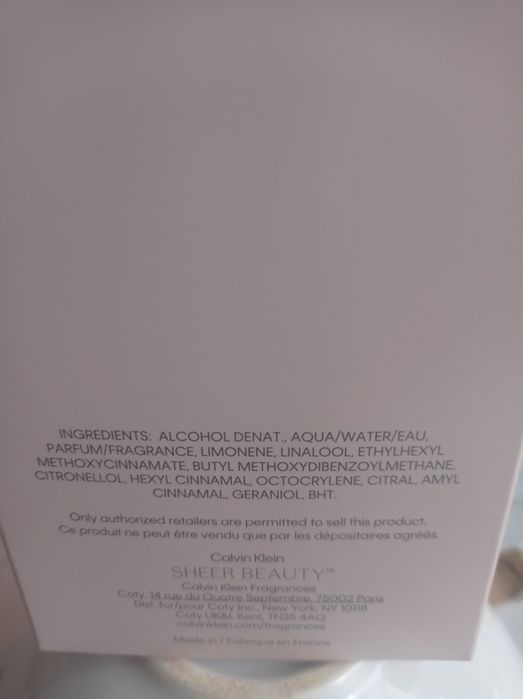 INGREDIENTS: ALCOHOL DENAT., AQUA/WATER/EAU,
PARFUM/FRAGRANCE, LIMONENE, LINALOOL, ETHYLHEXYL
METHOXYCINNAMATE, BUTYL METHOXYDIBENZOYLMETHANE,
CITRONELLOL, HEXYL CINNAMAL, OCTOCRYLENE, CITRAL, AMYL
CINNAMAL, GERANIOL, BHT.
Only authorized retailers are permitted to sell this product.
Ce produit ne peut être vendu que par les dépositaires agréés.
Calvin Klein
SHEER BEAUTY™
Calvin Klein Fragrances
Coty, 14 rue du Quatre Septembre, 75002 Paris
Dist. for/pour Coty Inc., New York, NY 10118
Coty UK&I, Kent, TN25 4AQ
calvinklein.com/fragrances
Made in / Fabriqué en France